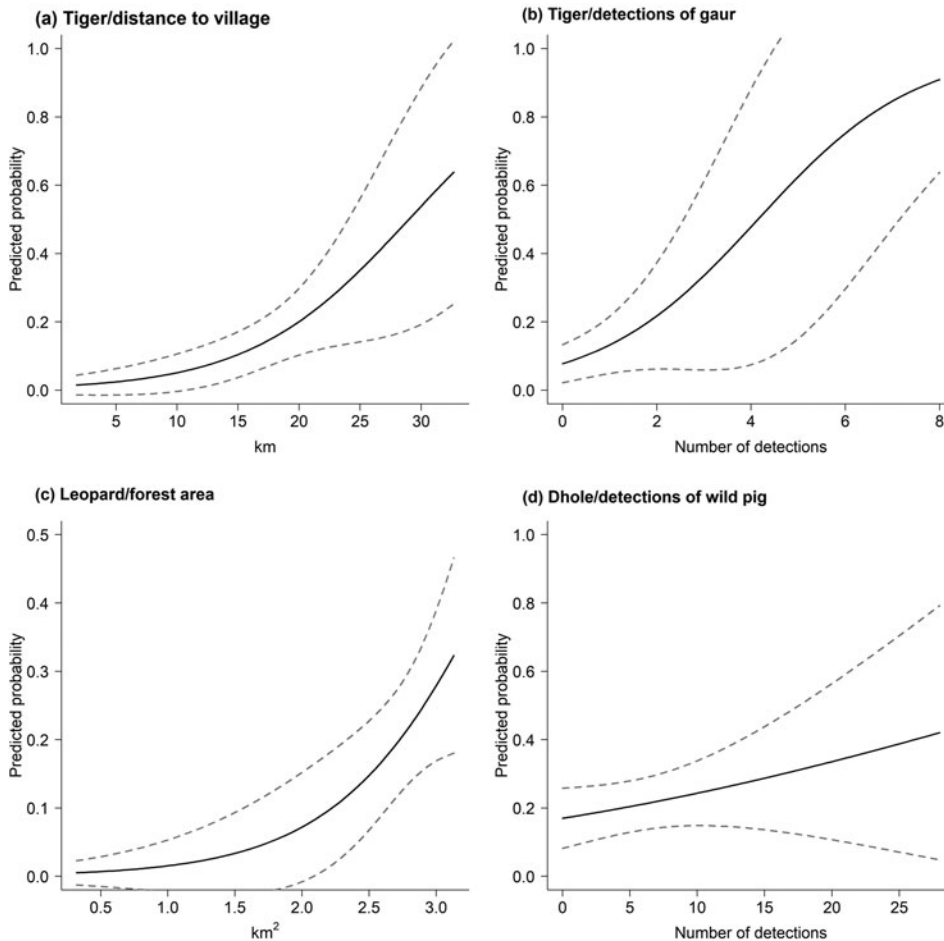 (a) Tiger/distance to village
Predicted probability
1.0
0.8
0.6
0.4
0.2
0.0
5 10 15 20 25 30
km
(b) Tiger/detections of gaur
Predicted probability
1.0
0.8
0.6
0.4
0.2
0.0
0 2 4 6 8
Number of detections
(c) Leopard/forest area
Predicted probability
0.5
0.4
0.3
0.2
0.1
0.0
0.5 1.0 1.5 2.0 2.5 3.0
km²
(d) Dhole/detections of wild pig
Predicted probability
1.0
0.8
0.6
0.4
0.2
0.0
0 5 10 15 20 25
Number of detections